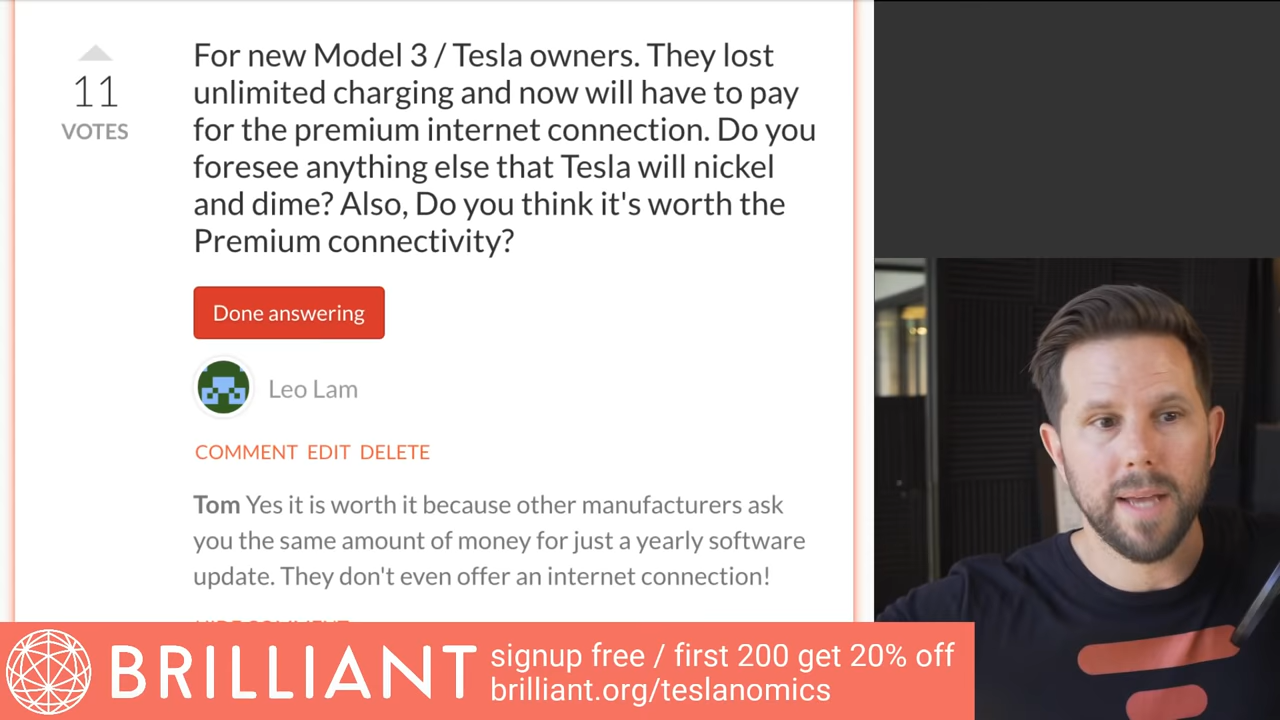 11
VOTES
For new Model 3 / Tesla owners. They lost
unlimited charging and now will have to pay
for the premium internet connection. Do you
foresee anything else that Tesla will nickel
and dime? Also, Do you think it's worth the
Premium connectivity?
Done answering
Leo Lam
COMMENT EDIT DELETE
Tom Yes it is worth it because other manufacturers ask
you the same amount of money for just a yearly software
update. They don't even offer an internet connection!
HIDE COMMENT
BRILLIANT
signup free / first 200 get 20% off
brilliant.org/teslanomics